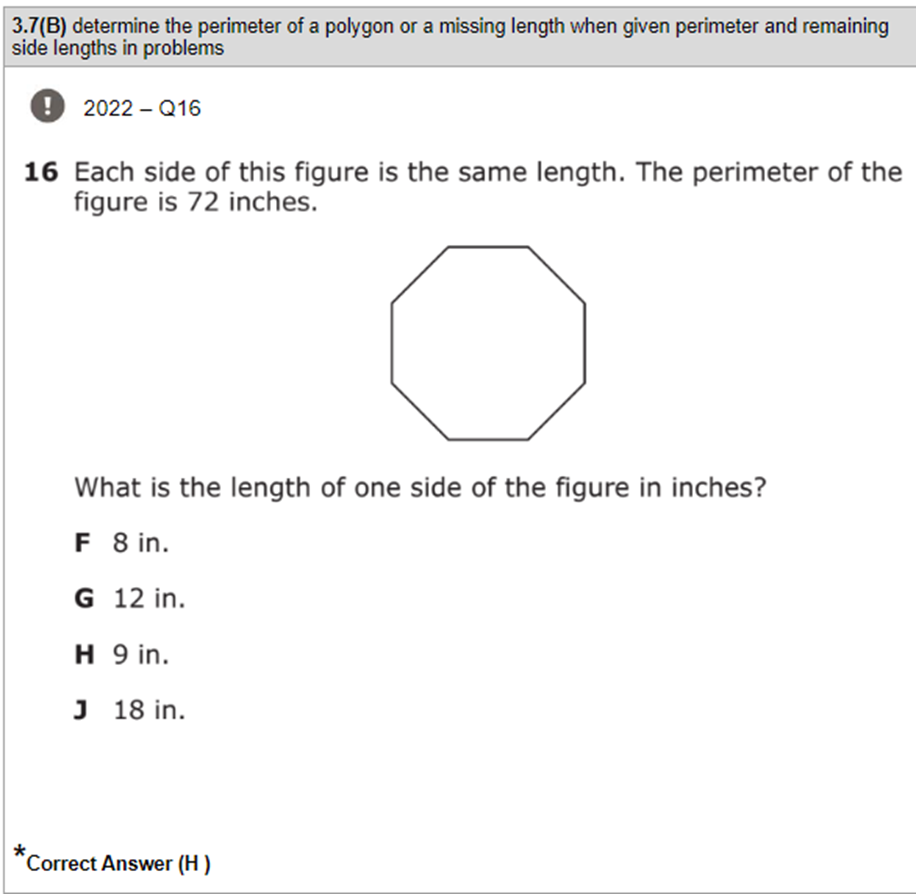 3.7(B) determine the perimeter of a polygon or a missing length when given perimeter and remaining
side lengths in problems
! 2022 – Q16
16 Each side of this figure is the same length. The perimeter of the
figure is 72 inches.
What is the length of one side of the figure in inches?
F 8 in.
G 12 in.
H 9 in.
J 18 in.
*Correct Answer (H )